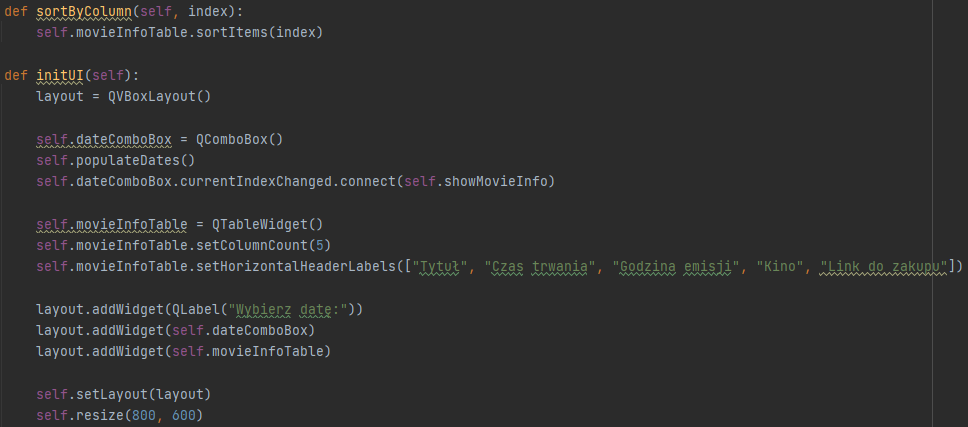 def sortByColumn(self, index):
    self.movieInfoTable.sortItems(index)

def initUI(self):
    layout = QVBoxLayout()

    self.dateComboBox = QComboBox()
    self.populateDates()
    self.dateComboBox.currentIndexChanged.connect(self.showMovieInfo)

    self.movieInfoTable = QTableWidget()
    self.movieInfoTable.setColumnCount(5)
    self.movieInfoTable.setHorizontalHeaderLabels(["Tytuł", "Czas trwania", "Godzina emisji", "Kino", "Link do zakupu"])

    layout.addWidget(QLabel("Wybierz datę:"))
    layout.addWidget(self.dateComboBox)
    layout.addWidget(self.movieInfoTable)

    self.setLayout(layout)
    self.resize(800, 600)